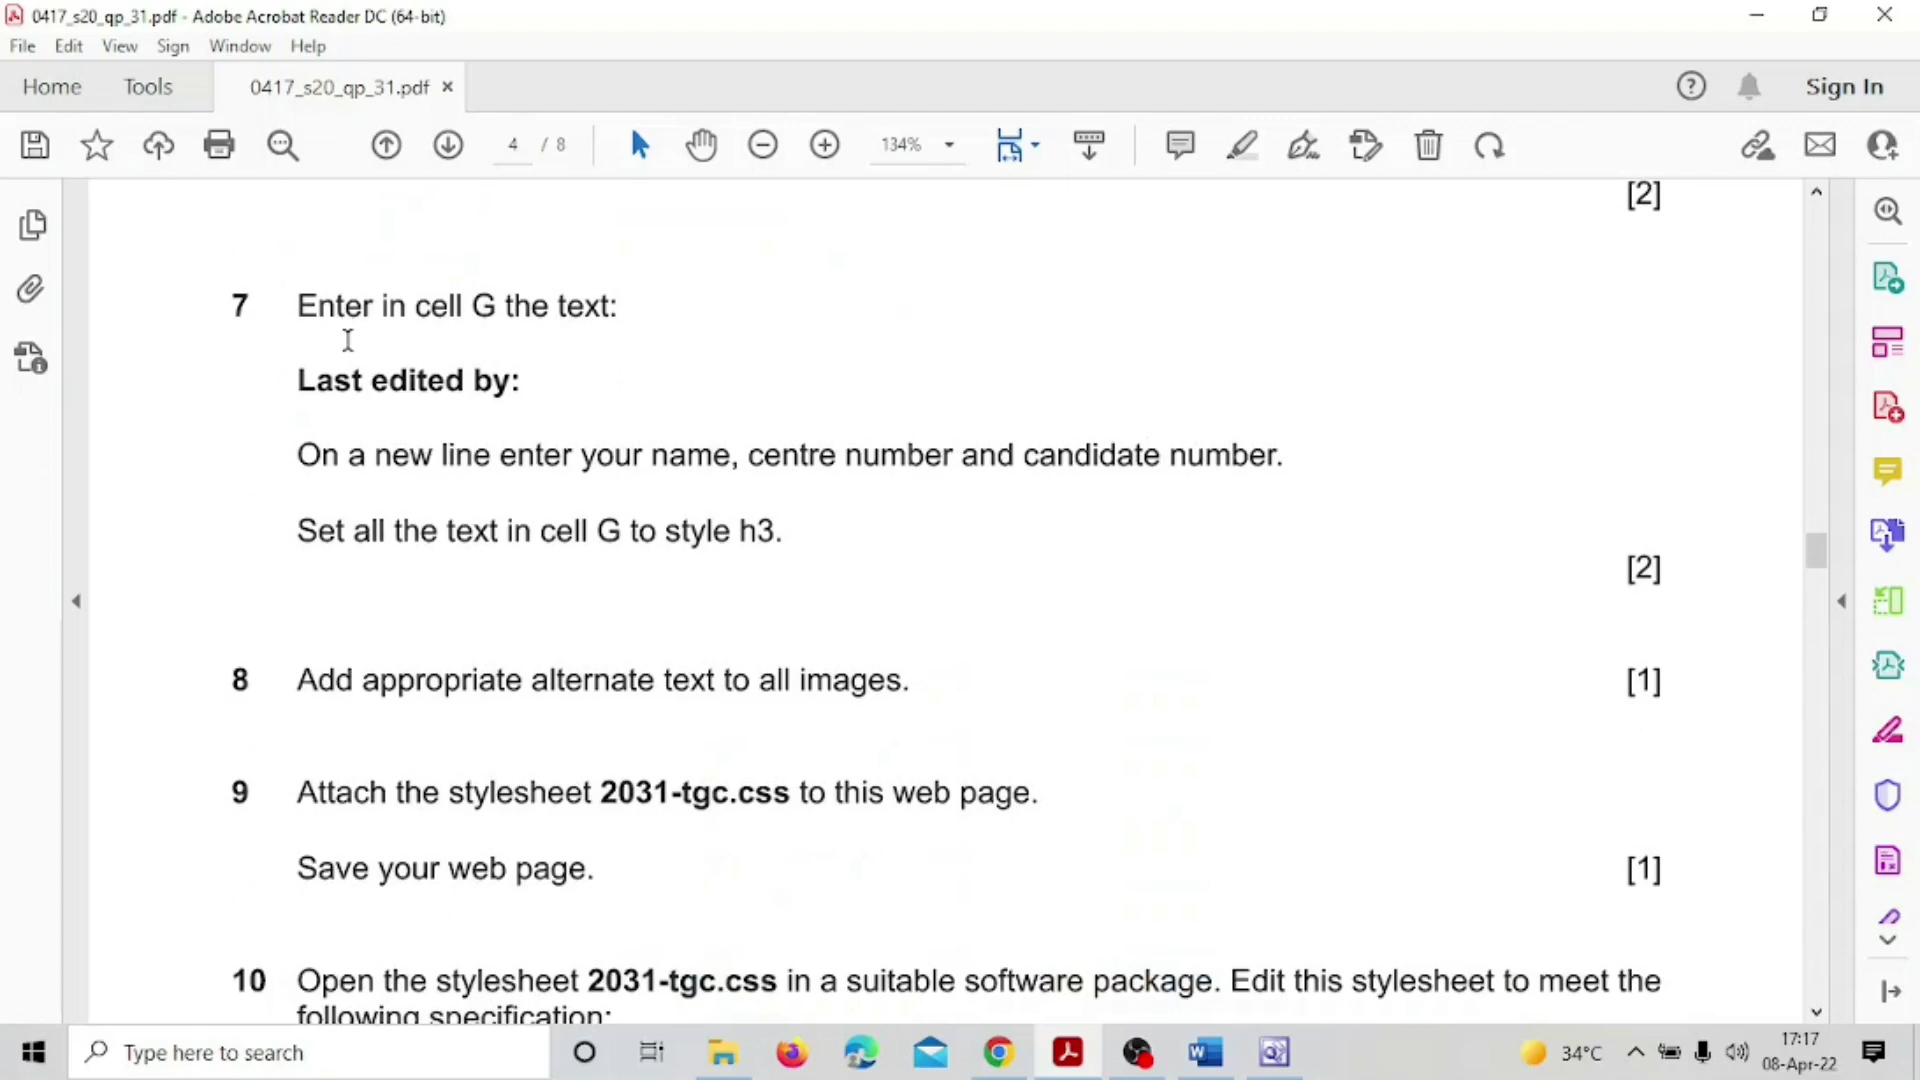 0417_s20_qp_31.pdf - Adobe Acrobat Reader DC (64-bit)
File Edit View Sign Window Help
Home Tools 0417_s20_qp_31.pdf × Sign In
4 / 8 134%
[2]
7 Enter in cell G the text:
Last edited by:
On a new line enter your name, centre number and candidate number.
Set all the text in cell G to style h3.
[2]
8 Add appropriate alternate text to all images. [1]
9 Attach the stylesheet 2031-tgc.css to this web page.
Save your web page. [1]
10 Open the stylesheet 2031-tgc.css in a suitable software package. Edit this stylesheet to meet the
following specification:
Type here to search 34°C 17:17
08-Apr-22